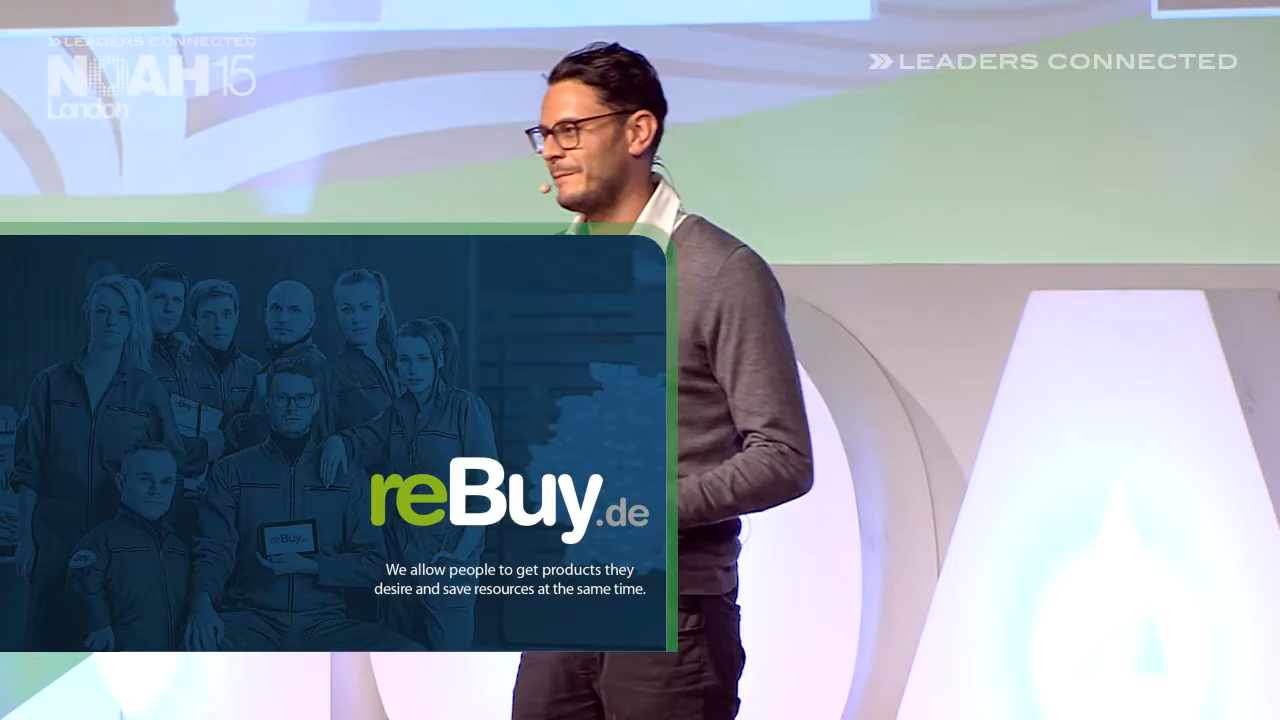 LEADERS CONNECTED
NOAH15
London
LEADERS CONNECTED
reBuy.de
We allow people to get products they
desire and save resources at the same time.
reBuy